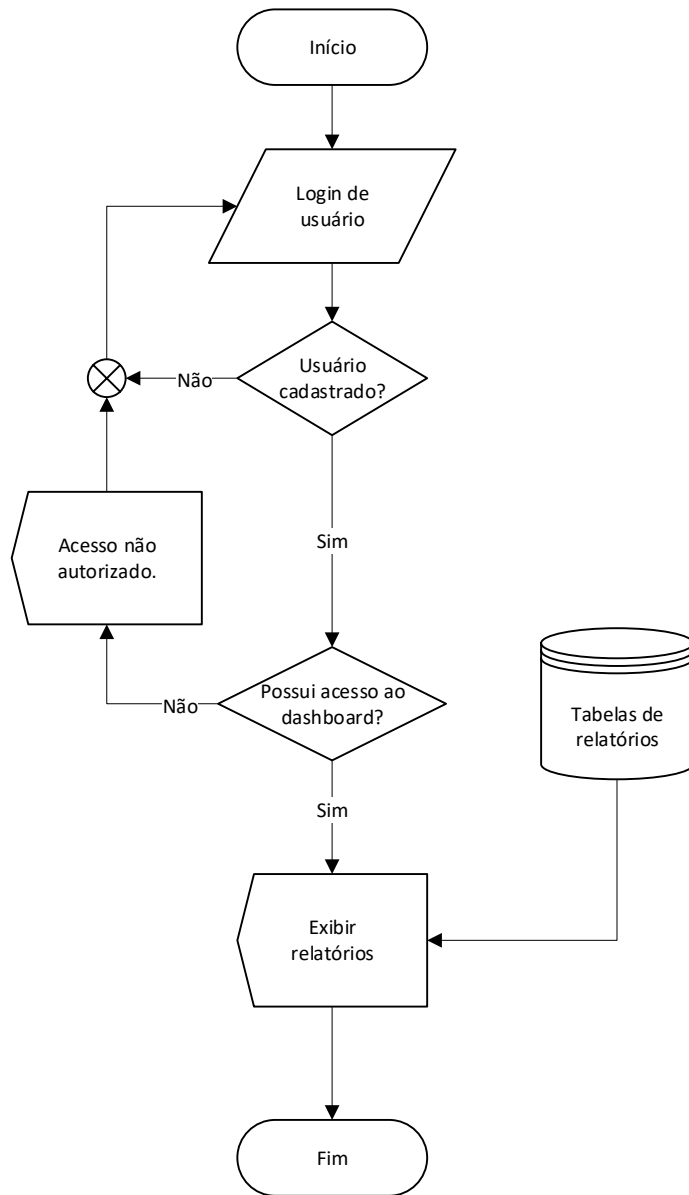 Início
Login de
usuário
Usuário
cadastrado?
Não
Acesso não
autorizado.
Sim
Possui acesso ao
dashboard?
Não
Tabelas de
relatórios
Sim
Exibir
relatórios
Fim